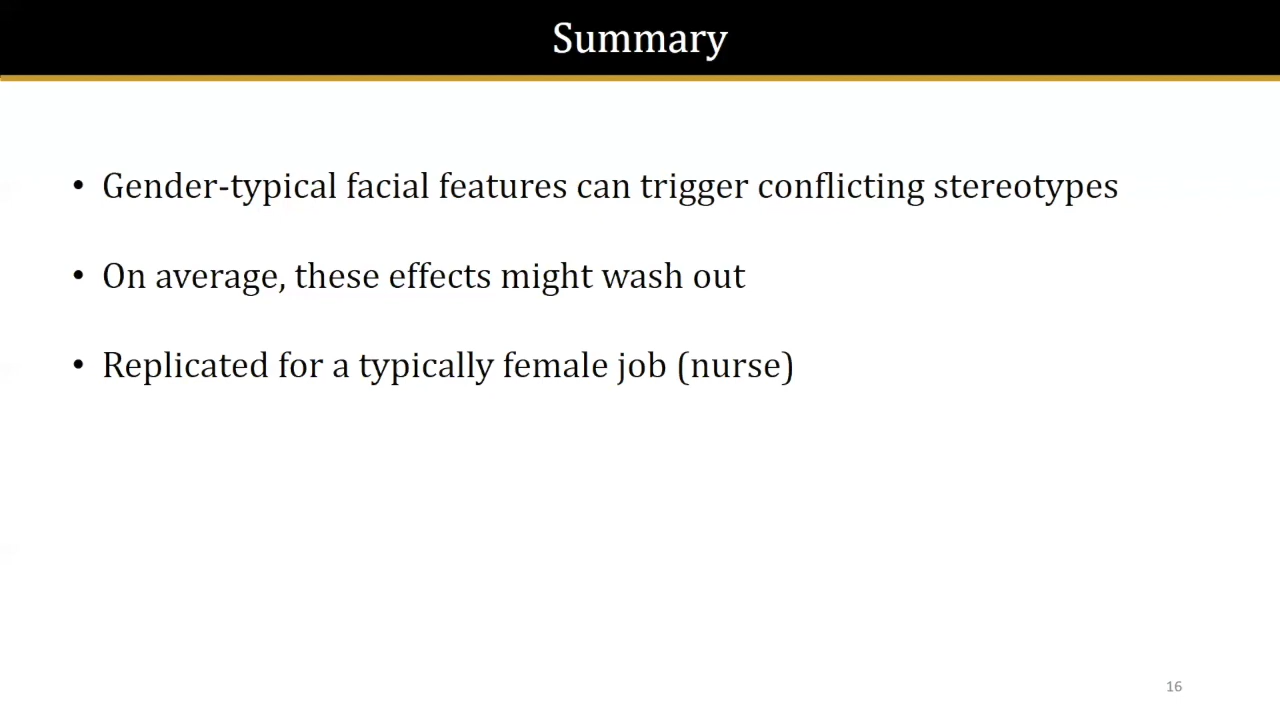 Summary
• Gender-typical facial features can trigger conflicting stereotypes
• On average, these effects might wash out
• Replicated for a typically female job (nurse)
16